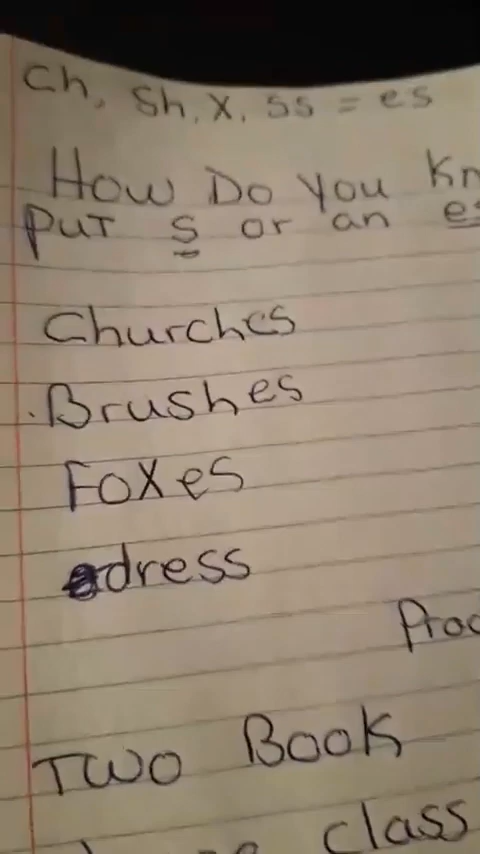 Ch, Sh, X, ss = es
How Do You
PuT s or an
Churches
Brushes
Foxes
dress
Two Book
class